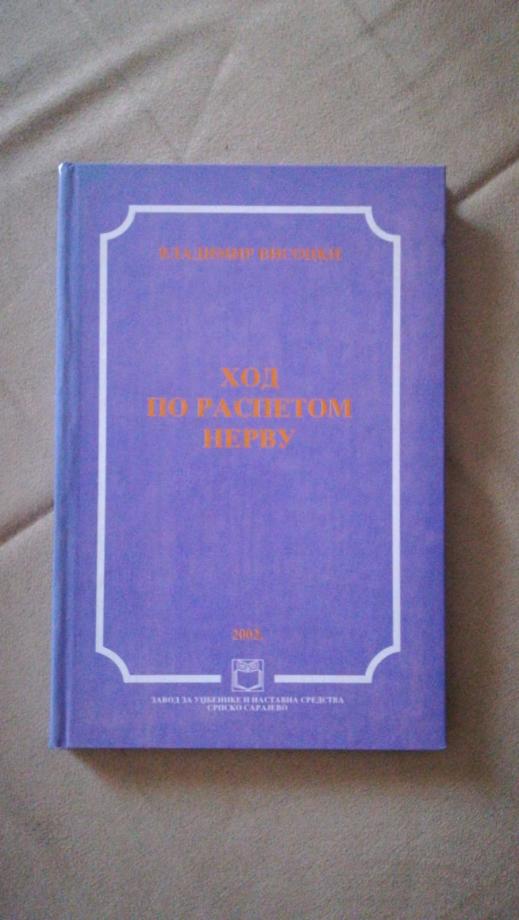 ВЛАДИМИР ВИСОЦКИ
ХОД
ПО РАСПЕТОМ
НЕРВУ
2002.
ЗАВОД ЗА УЏБЕНИКЕ И НАСТАВНА СРЕДСТВА
СРПСКО САРАЈЕВО